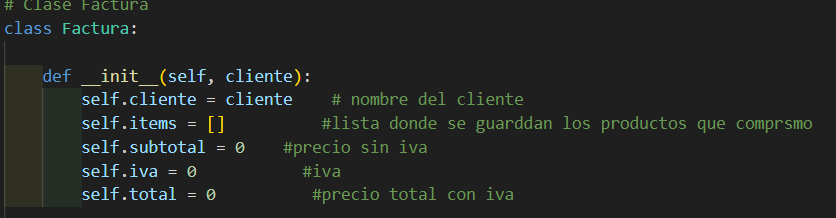 # Clase Factura
class Factura:
def __init__(self, cliente):
self.cliente = cliente # nombre del cliente
self.items = [] #lista donde se guarddan los productos que comprsmo
self.subtotal = 0 #precio sin iva
self.iva = 0 #iva
self.total = 0 #precio total con iva